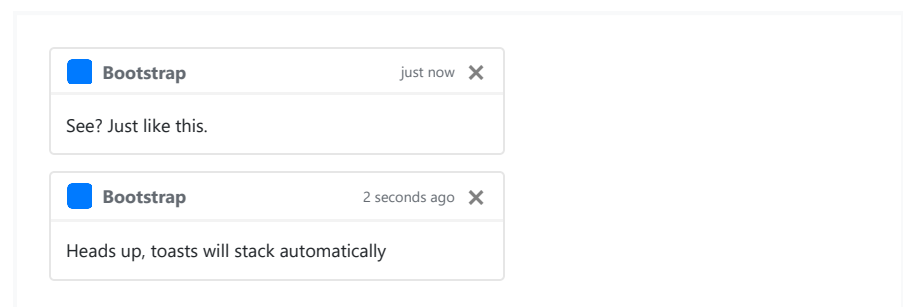 Bootstrap just now ×
See? Just like this.
Bootstrap 2 seconds ago ×
Heads up, toasts will stack automatically